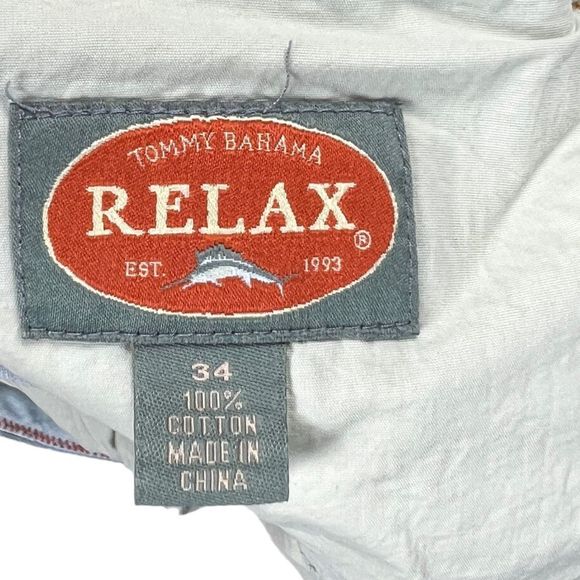 TOMMY BAHAMA
RELAX®
EST. 1993
34
100%
COTTON
MADE IN
CHINA